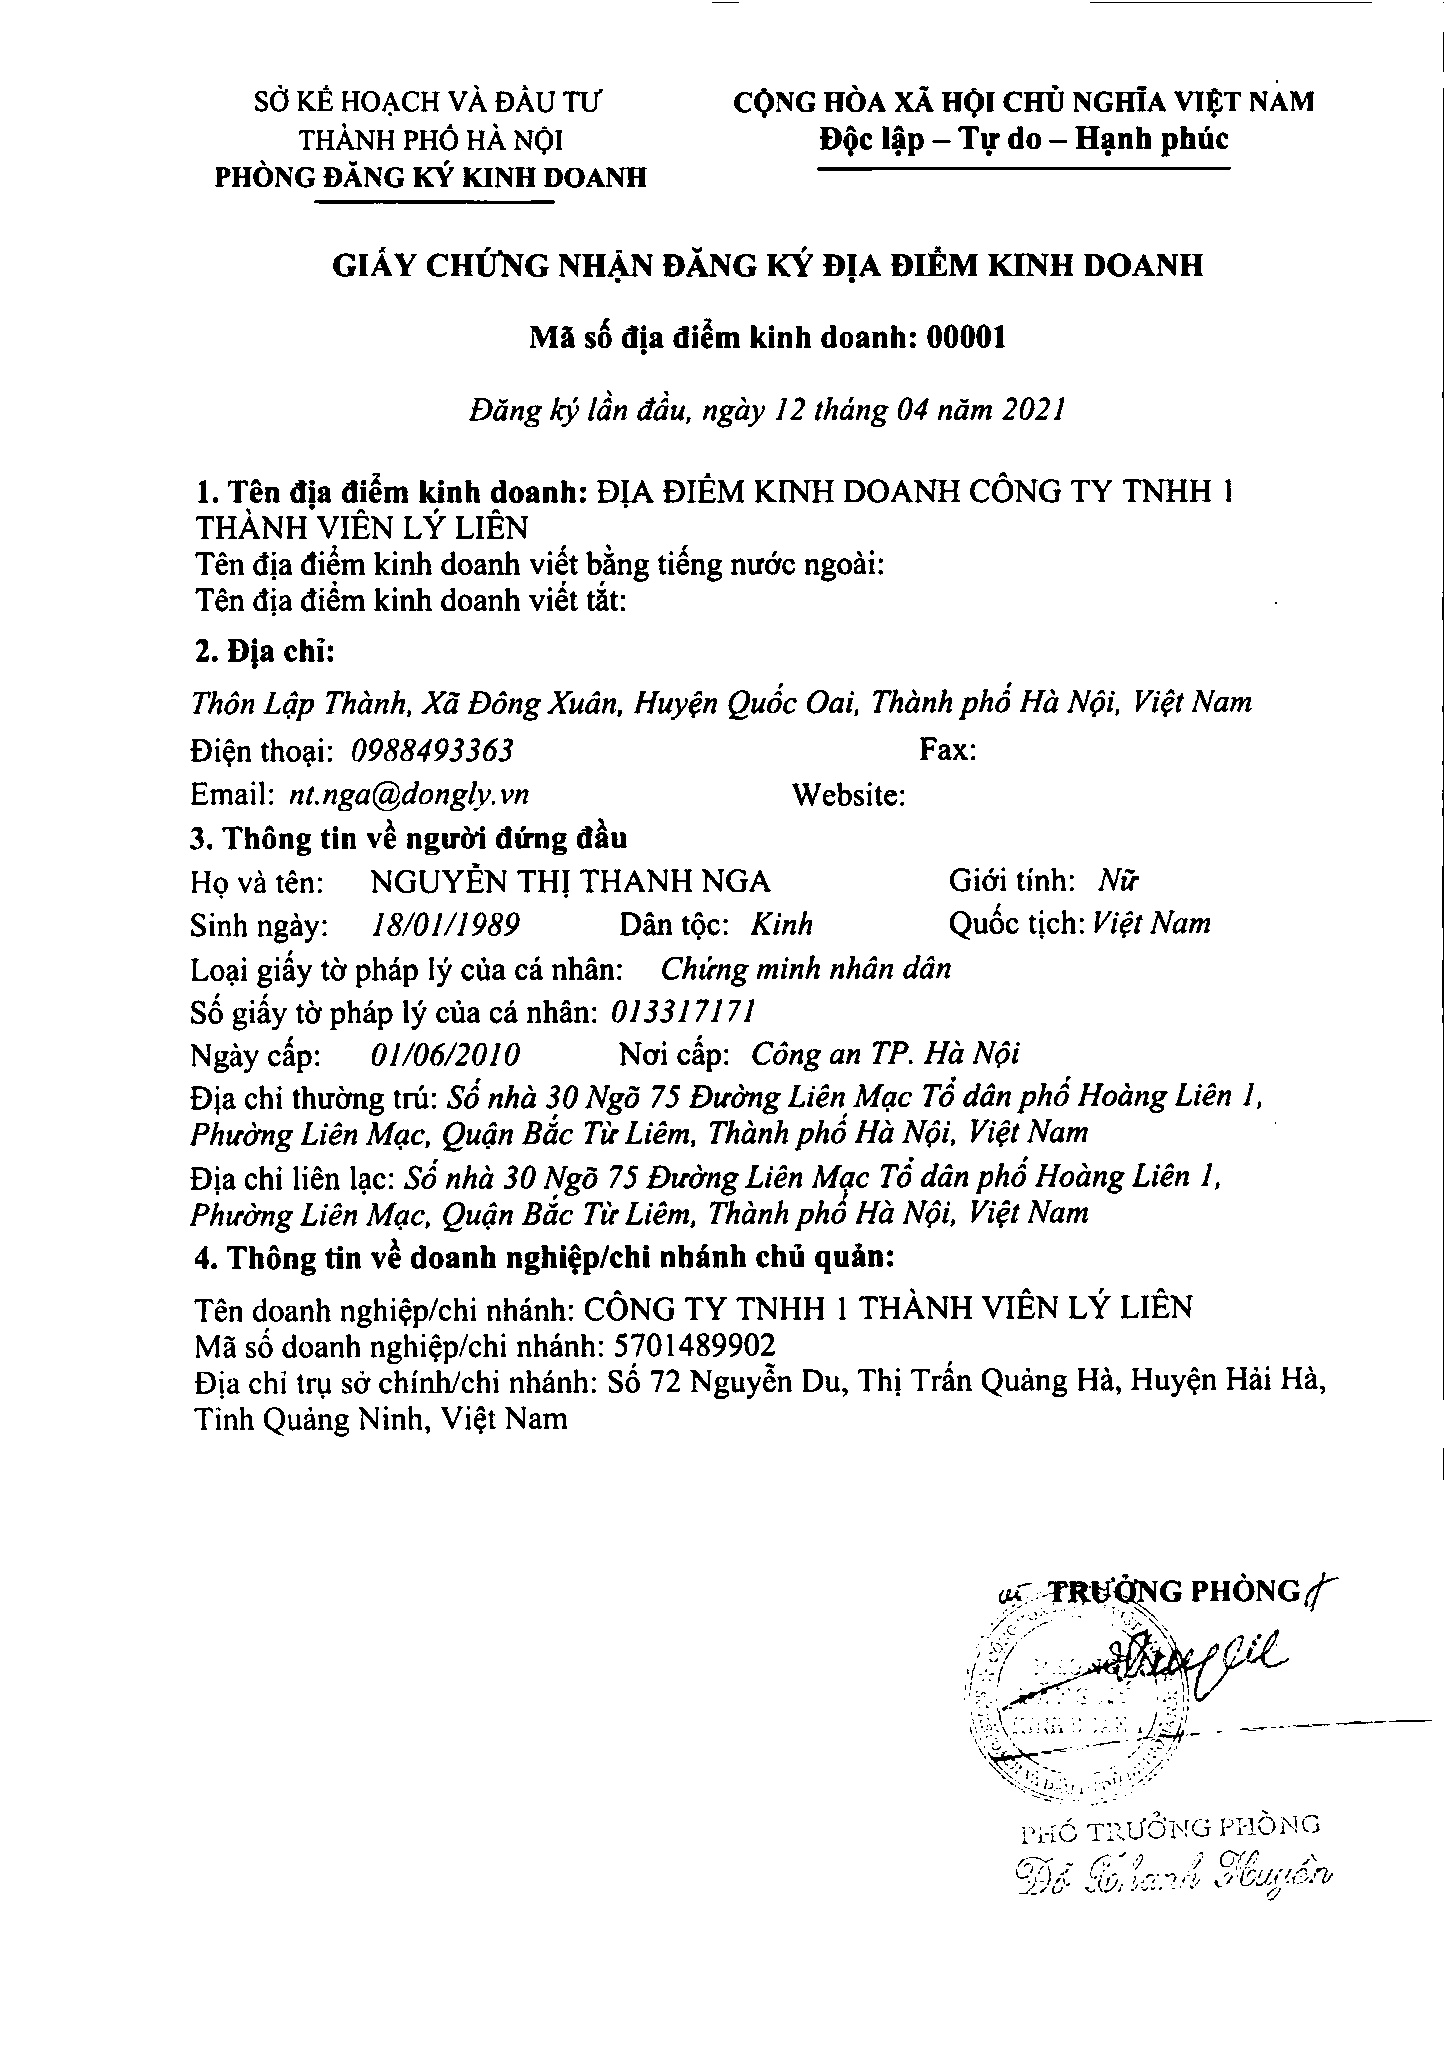 SỞ KẾ HOẠCH VÀ ĐẦU TƯ
THÀNH PHỐ HÀ NỘI
PHÒNG ĐĂNG KÝ KINH DOANH
CỘNG HÒA XÃ HỘI CHỦ NGHĨA VIỆT NAM
Độc lập – Tự do – Hạnh phúc
GIẤY CHỨNG NHẬN ĐĂNG KÝ ĐỊA ĐIỂM KINH DOANH
Mã số địa điểm kinh doanh: 00001
Đăng ký lần đầu, ngày 12 tháng 04 năm 2021
1. Tên địa điểm kinh doanh: ĐỊA ĐIỂM KINH DOANH CÔNG TY TNHH 1
THÀNH VIÊN LÝ LIÊN
Tên địa điểm kinh doanh viết bằng tiếng nước ngoài:
Tên địa điểm kinh doanh viết tắt:
2. Địa chỉ:
Thôn Lập Thành, Xã Đông Xuân, Huyện Quốc Oai, Thành phố Hà Nội, Việt Nam
Điện thoại: 0988493363 Fax:
Email: nt.nga@dongly.vn Website:
3. Thông tin về người đứng đầu
Họ và tên: NGUYỄN THỊ THANH NGA Giới tính: Nữ
Sinh ngày: 18/01/1989 Dân tộc: Kinh Quốc tịch: Việt Nam
Loại giấy tờ pháp lý của cá nhân: Chứng minh nhân dân
Số giấy tờ pháp lý của cá nhân: 013317171
Ngày cấp: 01/06/2010 Nơi cấp: Công an TP. Hà Nội
Địa chỉ thường trú: Số nhà 30 Ngõ 75 Đường Liên Mạc Tổ dân phố Hoàng Liên 1,
Phường Liên Mạc, Quận Bắc Từ Liêm, Thành phố Hà Nội, Việt Nam
Địa chỉ liên lạc: Số nhà 30 Ngõ 75 Đường Liên Mạc Tổ dân phố Hoàng Liên 1,
Phường Liên Mạc, Quận Bắc Từ Liêm, Thành phố Hà Nội, Việt Nam
4. Thông tin về doanh nghiệp/chi nhánh chủ quản:
Tên doanh nghiệp/chi nhánh: CÔNG TY TNHH 1 THÀNH VIÊN LÝ LIÊN
Mã số doanh nghiệp/chi nhánh: 5701489902
Địa chỉ trụ sở chính/chi nhánh: Số 72 Nguyễn Du, Thị Trấn Quảng Hà, Huyện Hải Hà,
Tỉnh Quảng Ninh, Việt Nam
TRƯỞNG PHÒNG
PHÓ TRƯỞNG PHÒNG
Đỗ Thanh Huyền